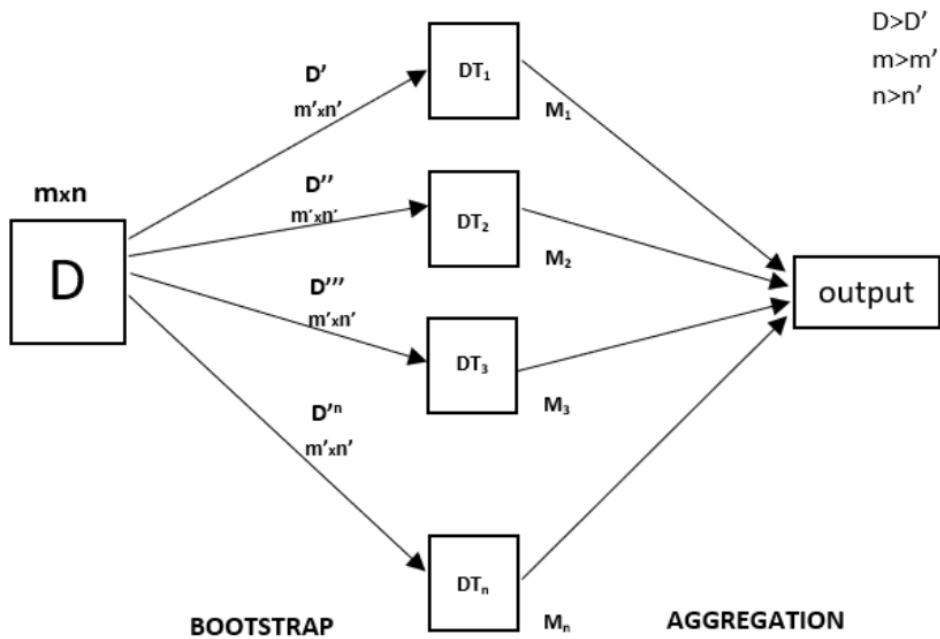 D>D'
m>m'
n>n'
D'
m'xn'
DT₁
M₁
mxn
D
D''
m'xn'
DT₂
M₂
D'''
m'xn'
DT₃
M₃
output
D'ⁿ
m'xn'
DTₙ
Mₙ
BOOTSTRAP
AGGREGATION